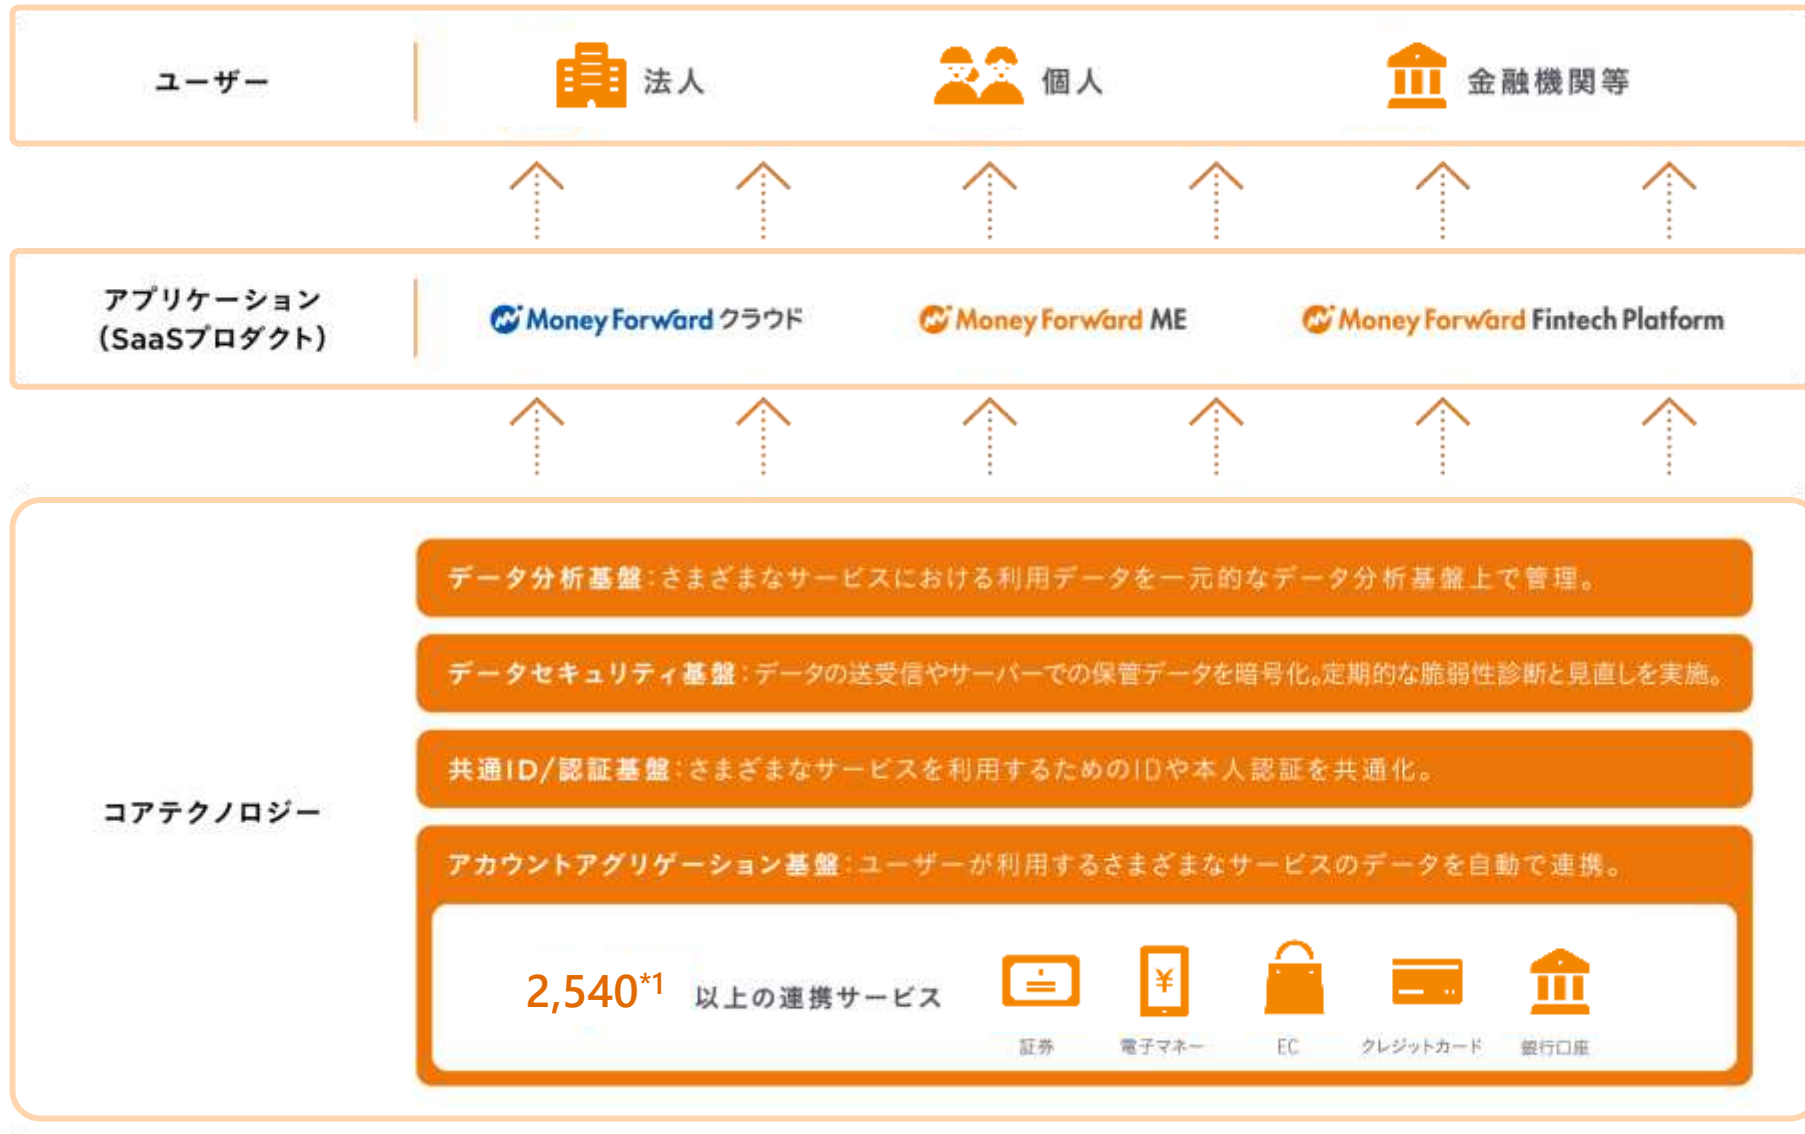 ユーザー
法人
個人
金融機関等
アプリケーション
(SaaSプロダクト)
Money Forward クラウド
Money Forward ME
Money Forward Fintech Platform
コアテクノロジー
データ分析基盤：さまざまなサービスにおける利用データを一元的なデータ分析基盤上で管理。
データセキュリティ基盤：データの送受信やサーバーでの保管データを暗号化。定期的な脆弱性診断と見直しを実施。
共通ID/認証基盤：さまざまなサービスを利用するためのIDや本人認証を共通化。
アカウントアグリゲーション基盤：ユーザーが利用するさまざまなサービスのデータを自動で連携。
2,540*1 以上の連携サービス
¥
証券
電子マネー
EC
クレジットカード
銀行口座